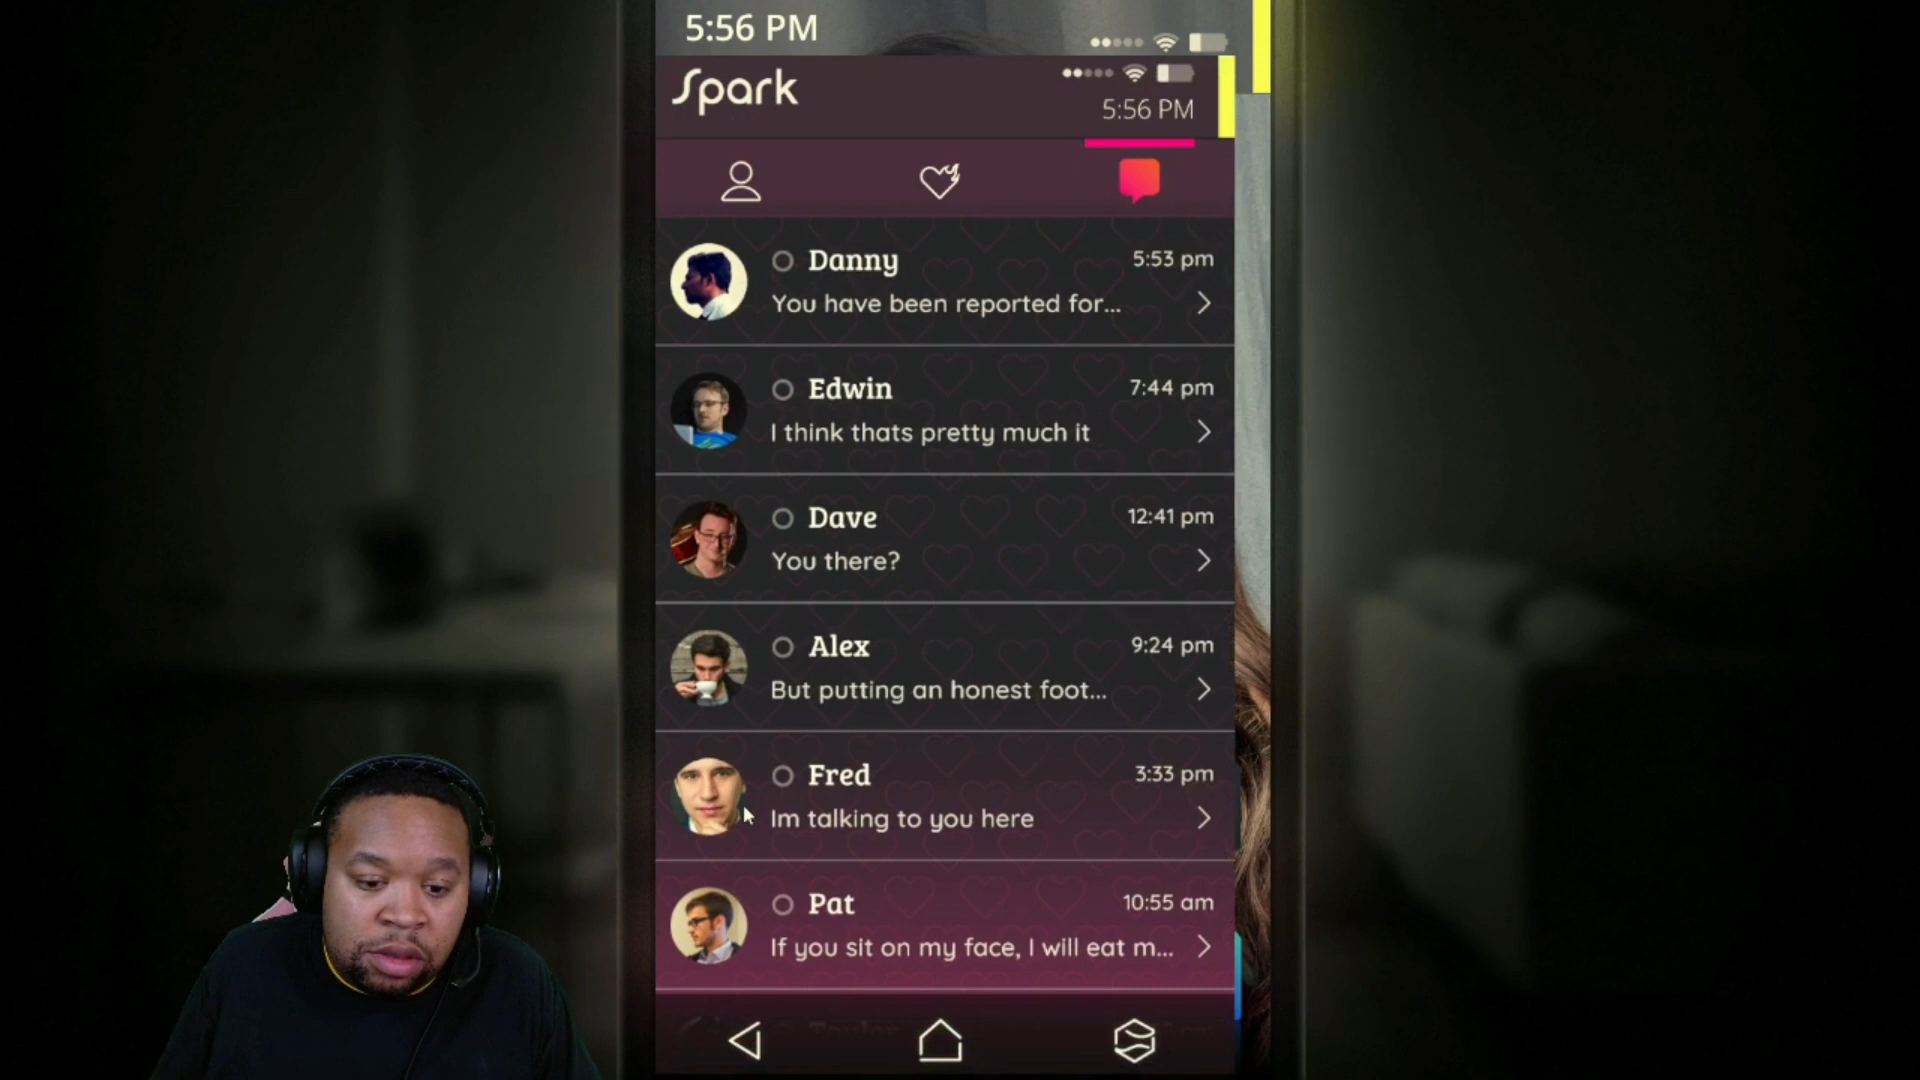 5:56 PM
Spark
5:56 PM
Danny
5:53 pm
You have been reported for...
Edwin
7:44 pm
I think thats pretty much it
Dave
12:41 pm
You there?
Alex
9:24 pm
But putting an honest foot...
Fred
3:33 pm
Im talking to you here
Pat
10:55 am
If you sit on my face, I will eat m...
Taylor